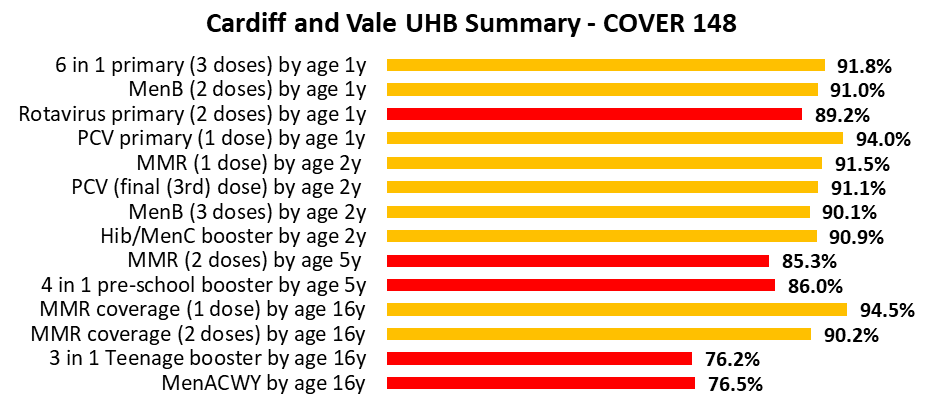 Cardiff and Vale UHB Summary - COVER 148
6 in 1 primary (3 doses) by age 1y 91.8%
MenB (2 doses) by age 1y 91.0%
Rotavirus primary (2 doses) by age 1y 89.2%
PCV primary (1 dose) by age 1y 94.0%
MMR (1 dose) by age 2y 91.5%
PCV (final (3rd) dose) by age 2y 91.1%
MenB (3 doses) by age 2y 90.1%
Hib/MenC booster by age 2y 90.9%
MMR (2 doses) by age 5y 85.3%
4 in 1 pre-school booster by age 5y 86.0%
MMR coverage (1 dose) by age 16y 94.5%
MMR coverage (2 doses) by age 16y 90.2%
3 in 1 Teenage booster by age 16y 76.2%
MenACWY by age 16y 76.5%